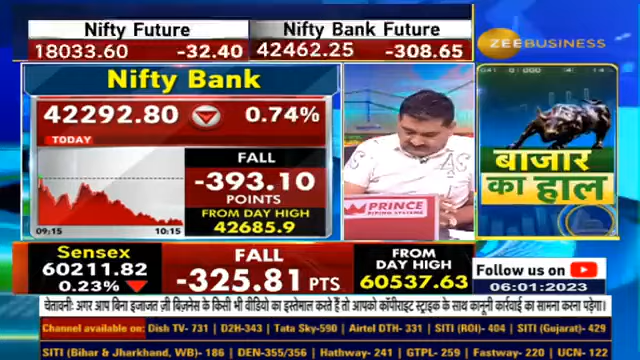 Nifty Future
18033.60 -32.40
Nifty Bank Future
42462.25 -308.65
ZEEBUSINESS
Nifty Bank
42292.80 0.74%
TODAY
09:15 10:15
FALL
-393.10
POINTS
FROM DAY HIGH
42685.9
PRINCE
PIPING SYSTEMS
बाजार
का हाल
Sensex
60211.82
0.23%
FALL
-325.81 PTS
FROM
DAY HIGH
60537.63
Follow us on
06:01:2023
चेतावनी: अगर आप बिना इजाजत ज़ी बिज़नेस के किसी भी वीडियो का इस्तेमाल करते हैं तो आपको कॉपीराइट स्ट्राइक के साथ कानूनी कार्रवाई का सामना करना पड़ेगा.
Channel available on: Dish TV- 731 | D2H-343 | Tata Sky-590 | Airtel DTH- 331 | SITI (ROI) - 404 | SITI (Gujarat) - 429
SITI (Bihar & Jharkhand, WB)- 186 | DEN-355/356 | Hathway- 241 | GTPL- 259 | Fastway- 220 | UCN- 122